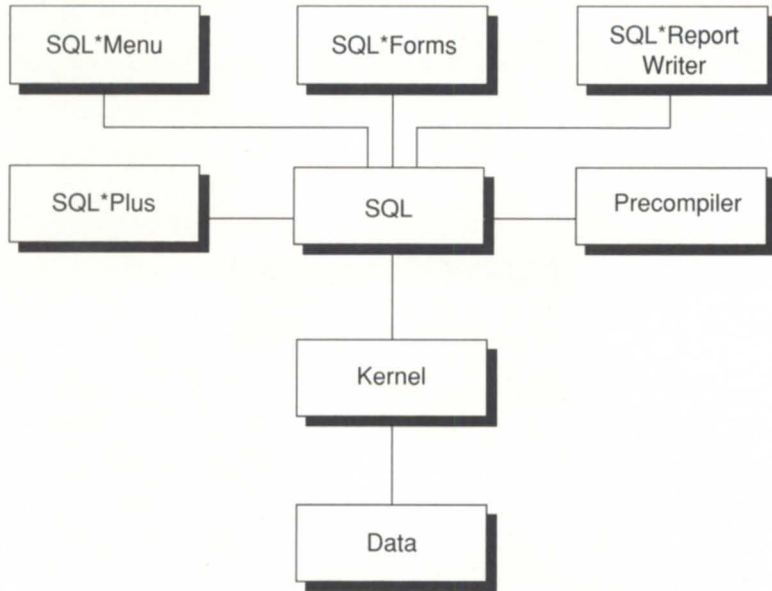 SQL*Menu
SQL*Forms
SQL*Report
Writer
SQL*Plus
SQL
Precompiler
Kernel
Data